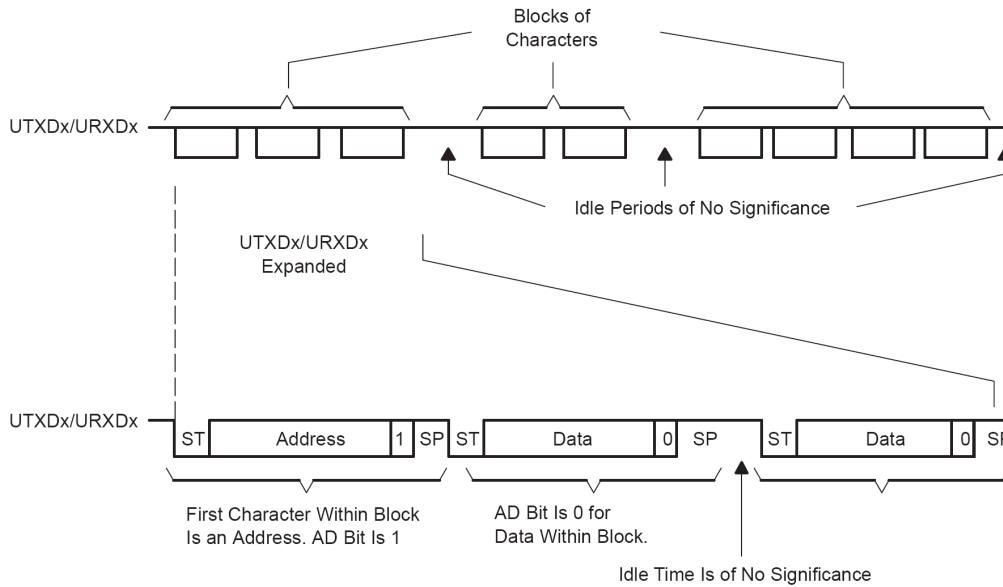 Blocks of
Characters
UTXDx/URXDx
Idle Periods of No Significance
UTXDx/URXDx
Expanded
UTXDx/URXDx
ST Address 1 SP ST Data 0 SP ST Data 0 SP
First Character Within Block
Is an Address. AD Bit Is 1
AD Bit Is 0 for
Data Within Block.
Idle Time Is of No Significance